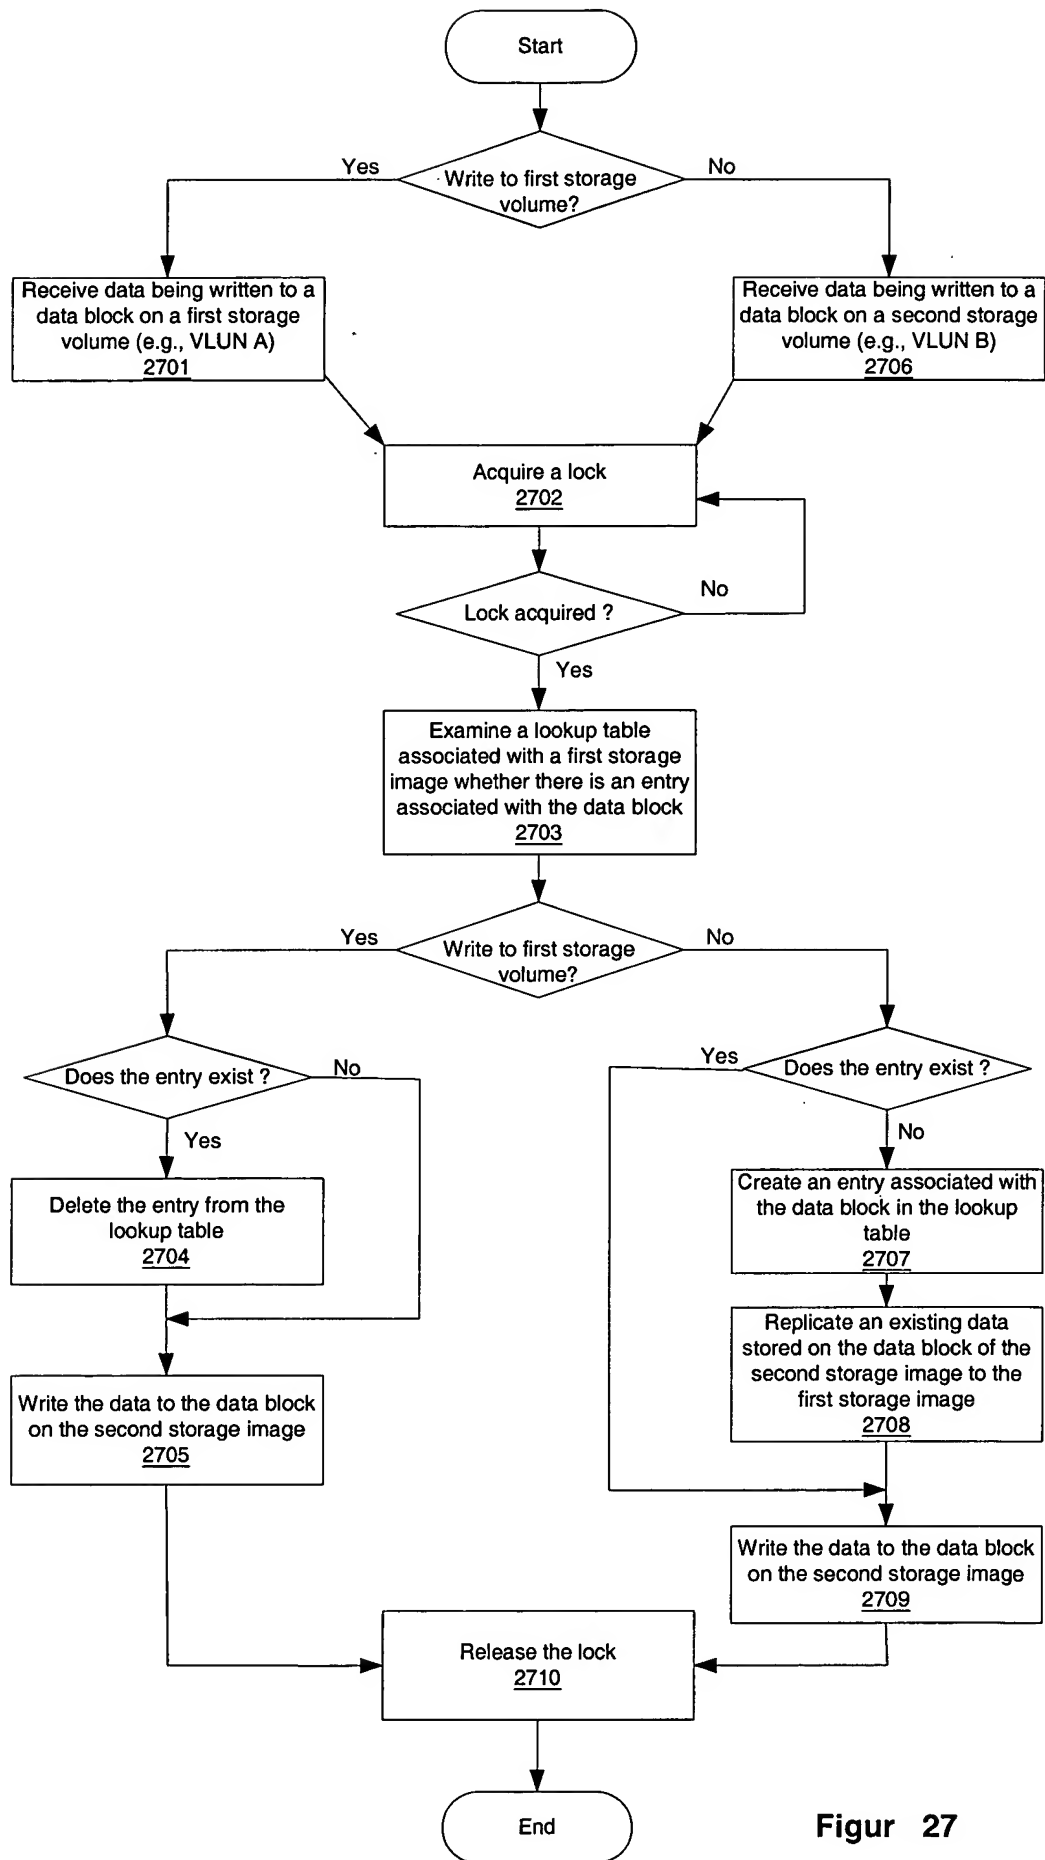 Start
Yes
Write to first storage
volume?
No
Receive data being written to a
data block on a first storage
volume (e.g., VLUN A)
2701
Receive data being written to a
data block on a second storage
volume (e.g., VLUN B)
2706
Acquire a lock
2702
Lock acquired ?
No
Yes
Examine a lookup table
associated with a first storage
image whether there is an entry
associated with the data block
2703
Yes
Write to first storage
volume?
No
Does the entry exist ?
No
Yes
Does the entry exist ?
Yes
No
Delete the entry from the
lookup table
2704
Create an entry associated with
the data block in the lookup
table
2707
Replicate an existing data
stored on the data block of the
second storage image to the
first storage image
2708
Write the data to the data block
on the second storage image
2705
Write the data to the data block
on the second storage image
2709
Release the lock
2710
End
Figur 27